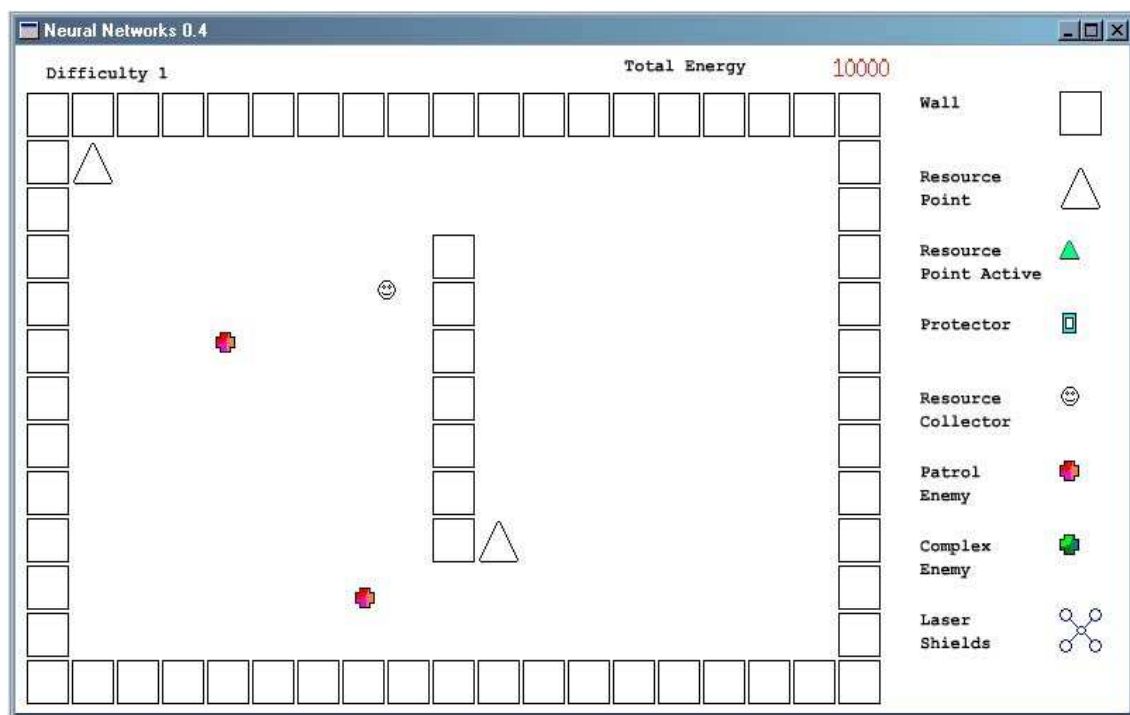 Neural Networks 0.4
Difficulty 1
Total Energy 10000
Wall
Resource
Point
Resource
Point Active
Protector
Resource
Collector
Patrol
Enemy
Complex
Enemy
Laser
Shields